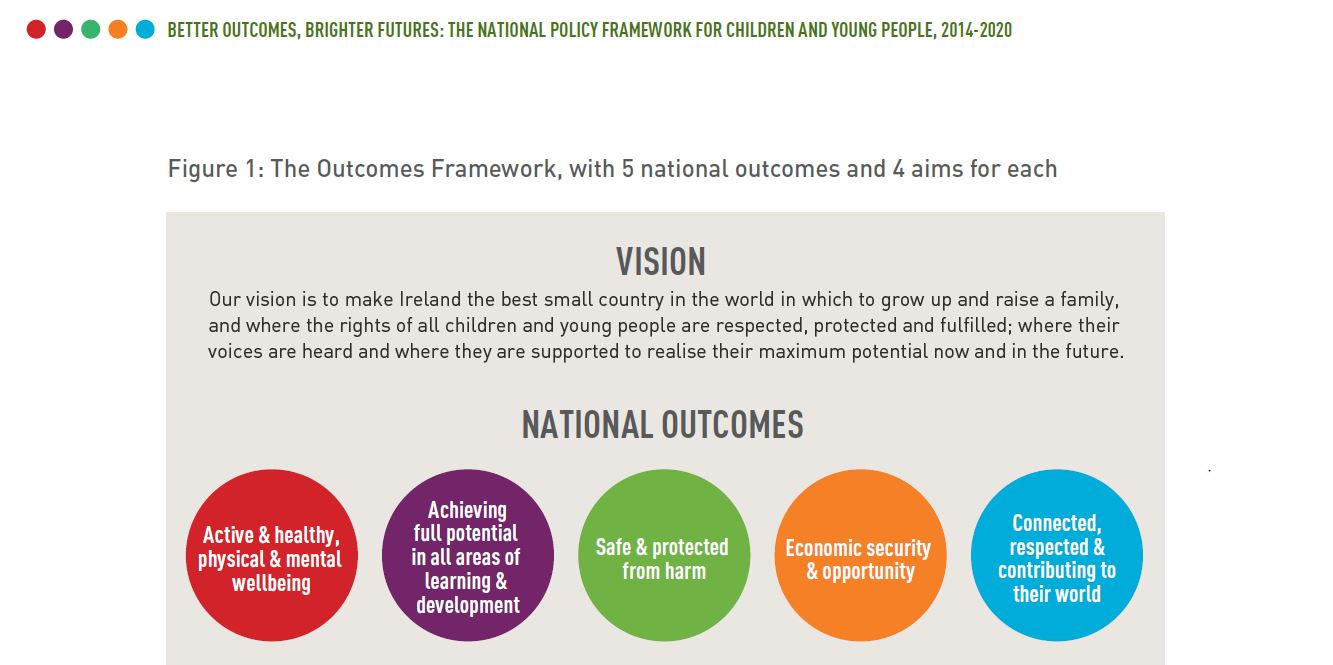 BETTER OUTCOMES, BRIGHTER FUTURES: THE NATIONAL POLICY FRAMEWORK FOR CHILDREN AND YOUNG PEOPLE, 2014-2020
Figure 1: The Outcomes Framework, with 5 national outcomes and 4 aims for each
VISION
Our vision is to make Ireland the best small country in the world in which to grow up and raise a family,
and where the rights of all children and young people are respected, protected and fulfilled; where their
voices are heard and where they are supported to realise their maximum potential now and in the future.
NATIONAL OUTCOMES
Active & healthy,
physical & mental
wellbeing
Achieving
full potential
in all areas of
learning &
development
Safe & protected
from harm
Economic security
& opportunity
Connected,
respected &
contributing to
their world